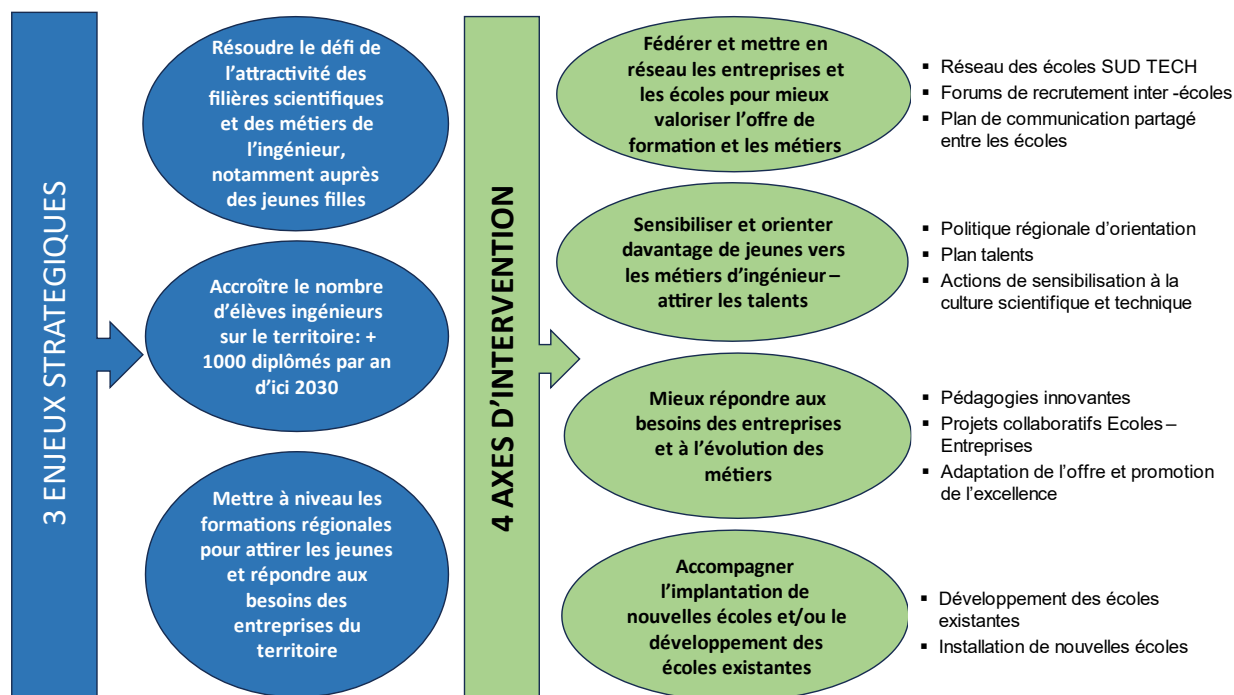 3 ENJEUX STRATEGIQUES
Résoudre le défi de
l'attractivité des
filières scientifiques
et des métiers de
l'ingénieur,
notamment auprès
des jeunes filles
Accroître le nombre
d'élèves ingénieurs
sur le territoire: +
1000 diplômés par an
d'ici 2030
Mettre à niveau les
formations régionales
pour attirer les jeunes
et répondre aux
besoins des
entreprises du
territoire
4 AXES D'INTERVENTION
Fédérer et mettre en
réseau les entreprises et
les écoles pour mieux
valoriser l'offre de
formation et les métiers
▪ Réseau des écoles SUD TECH
▪ Forums de recrutement inter -écoles
▪ Plan de communication partagé
entre les écoles
Sensibiliser et orienter
davantage de jeunes vers
les métiers d'ingénieur –
attirer les talents
▪ Politique régionale d'orientation
▪ Plan talents
▪ Actions de sensibilisation à la
culture scientifique et technique
Mieux répondre aux
besoins des entreprises
et à l'évolution des
métiers
▪ Pédagogies innovantes
▪ Projets collaboratifs Ecoles –
Entreprises
▪ Adaptation de l'offre et promotion
de l'excellence
Accompagner
l'implantation de
nouvelles écoles et/ou le
développement des
écoles existantes
▪ Développement des écoles
existantes
▪ Installation de nouvelles écoles